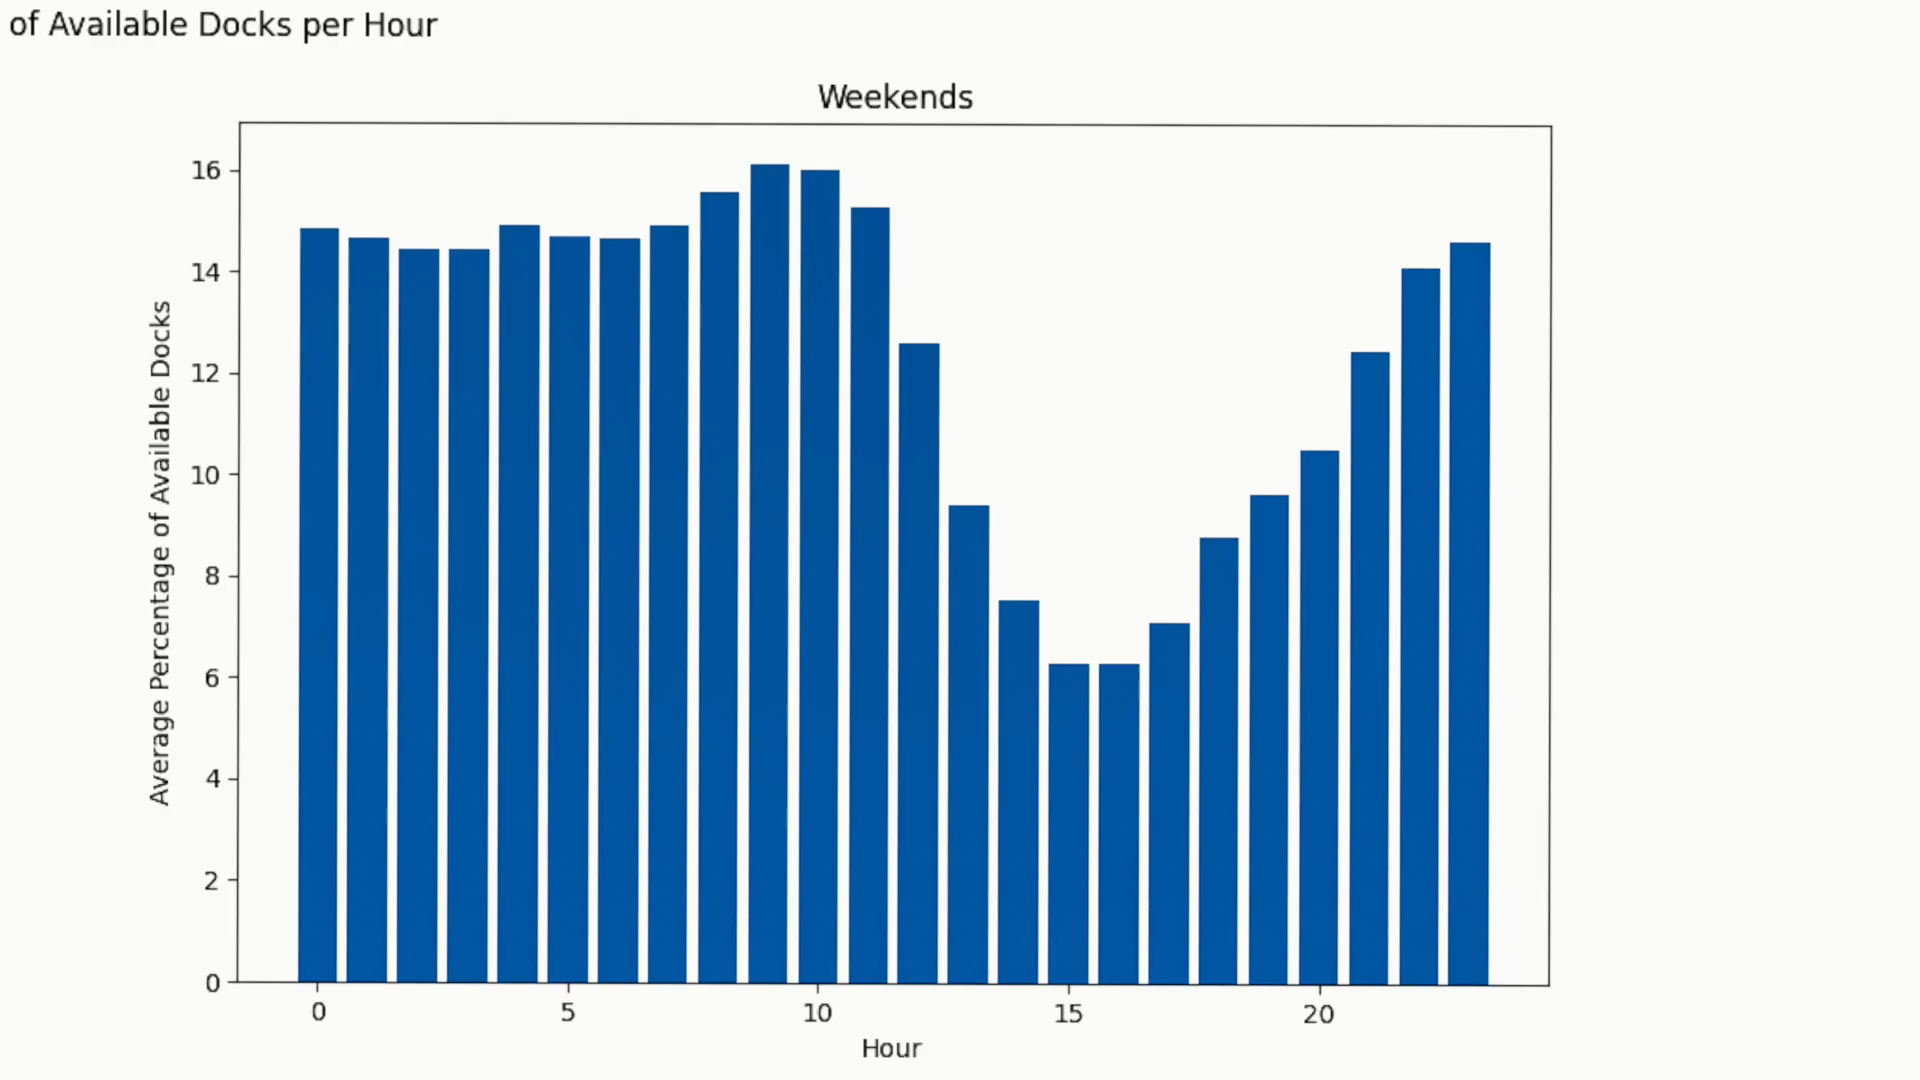 of Available Docks per Hour
Weekends
Average Percentage of Available Docks
16
14
12
10
8
6
4
2
0
0 5 10 15 20
Hour